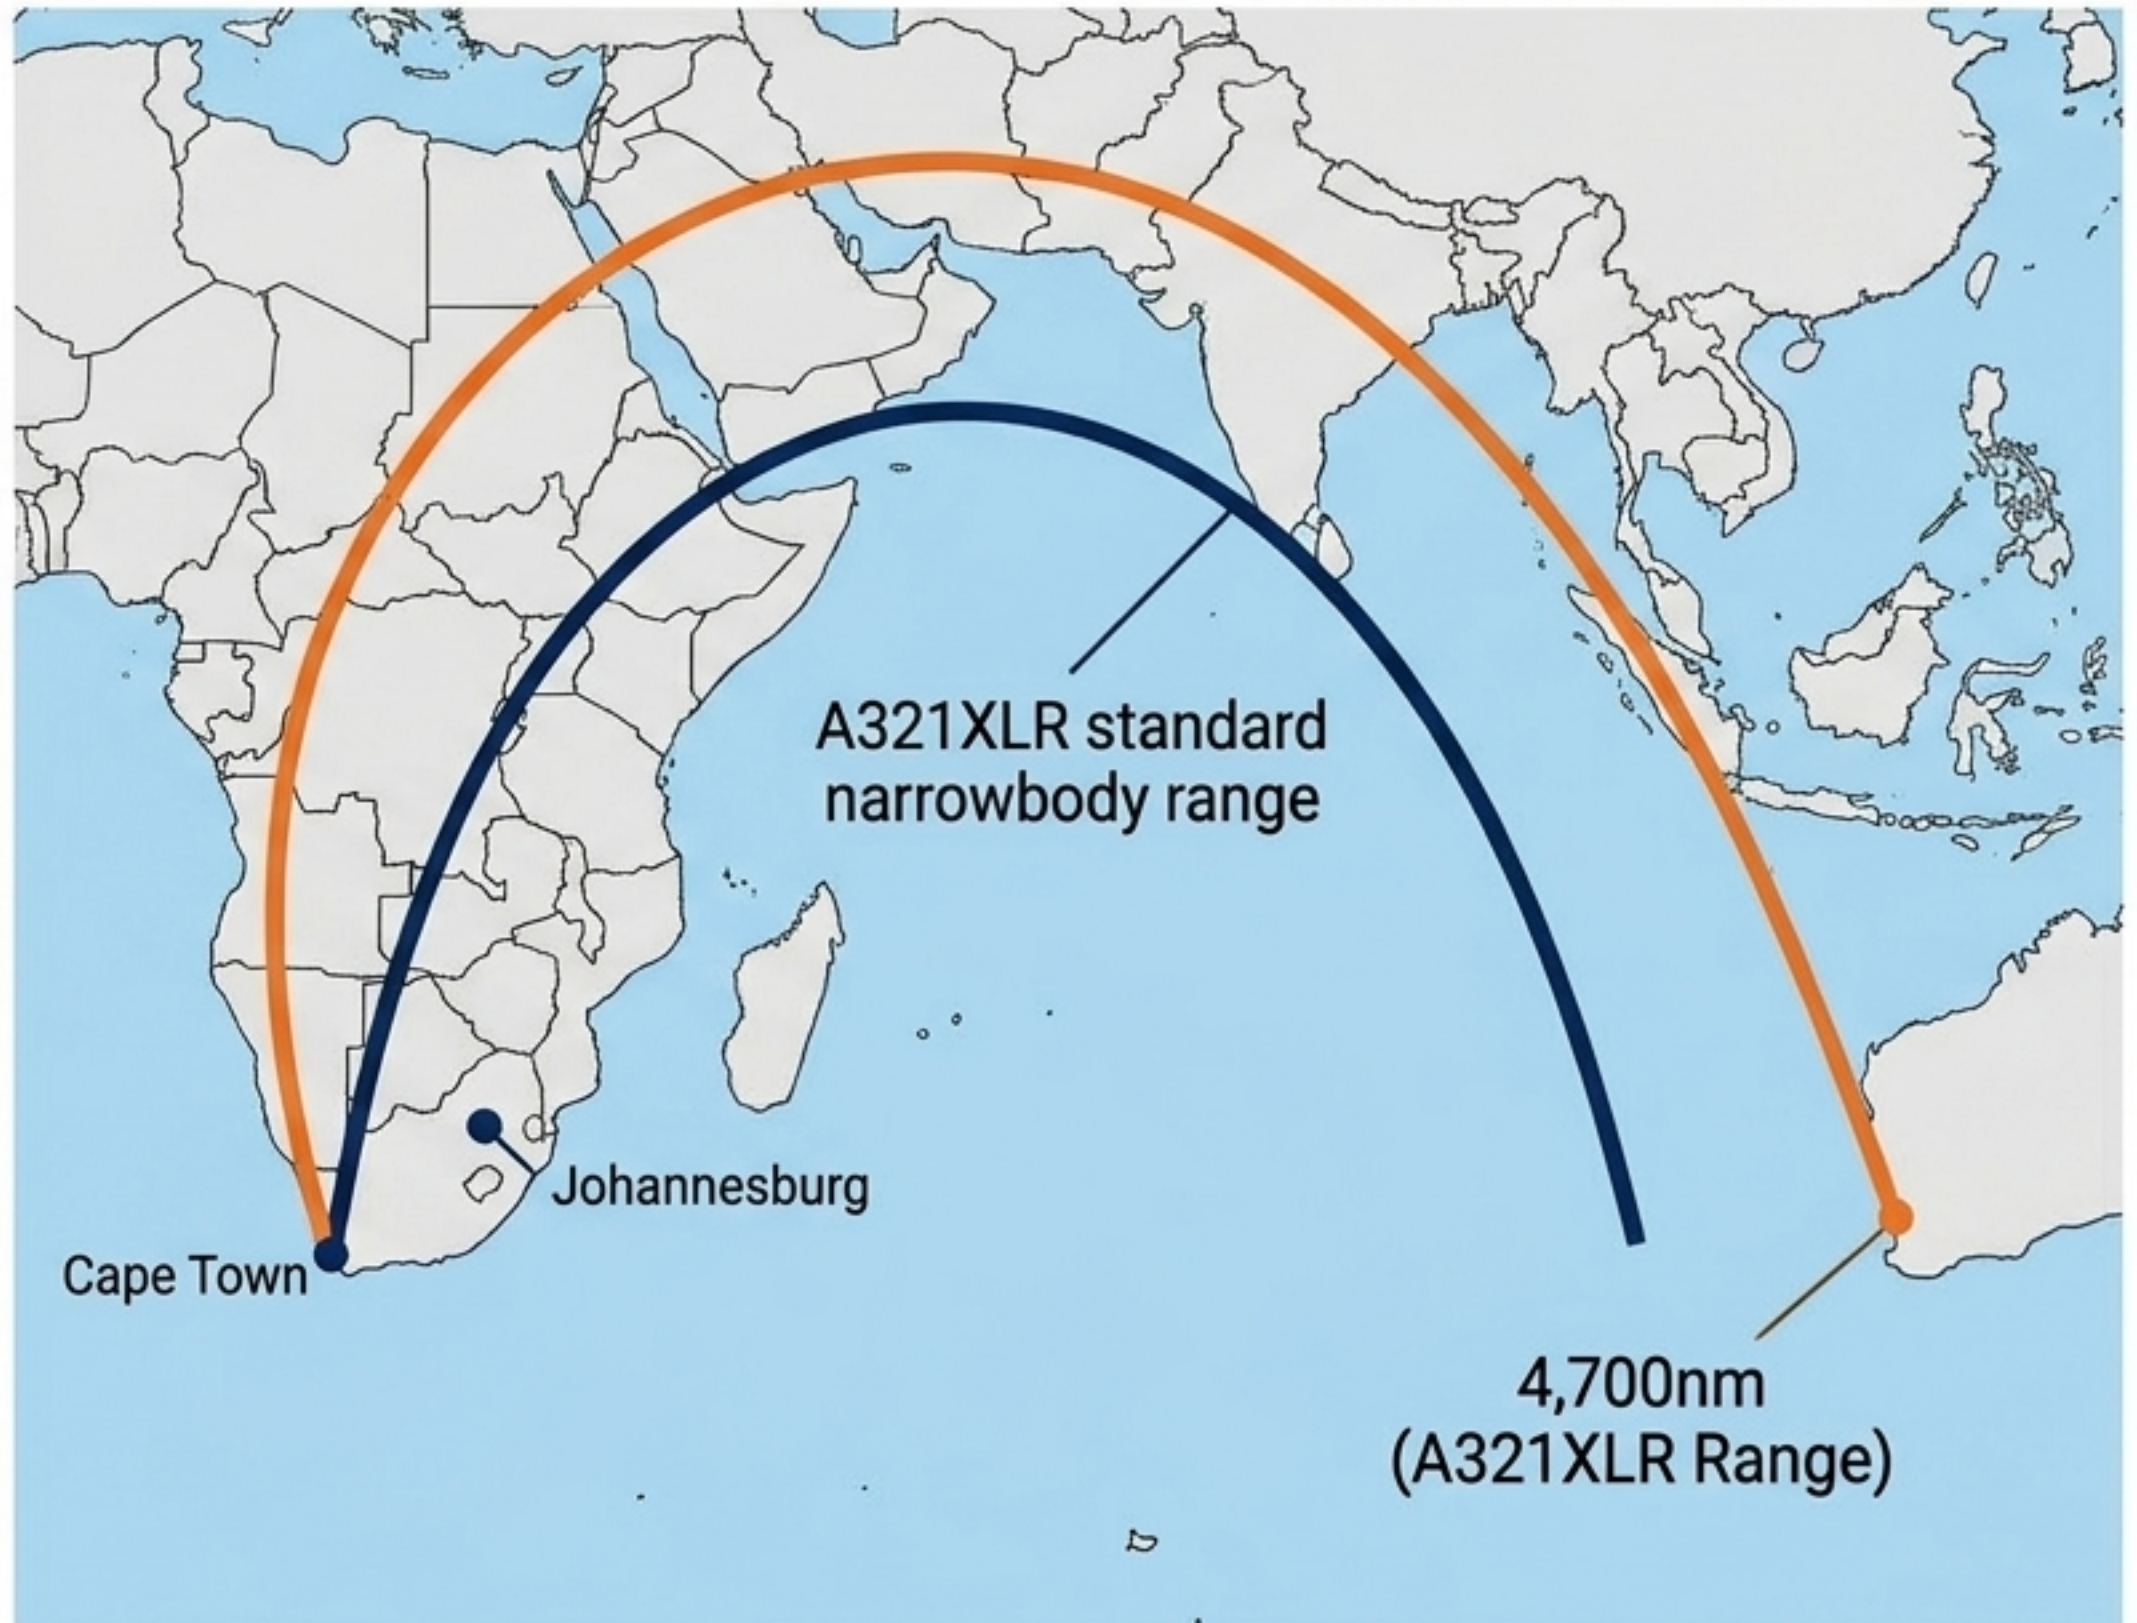 A321XLR standard
narrowbody range
Johannesburg
Cape Town
4,700nm
(A321XLR Range)